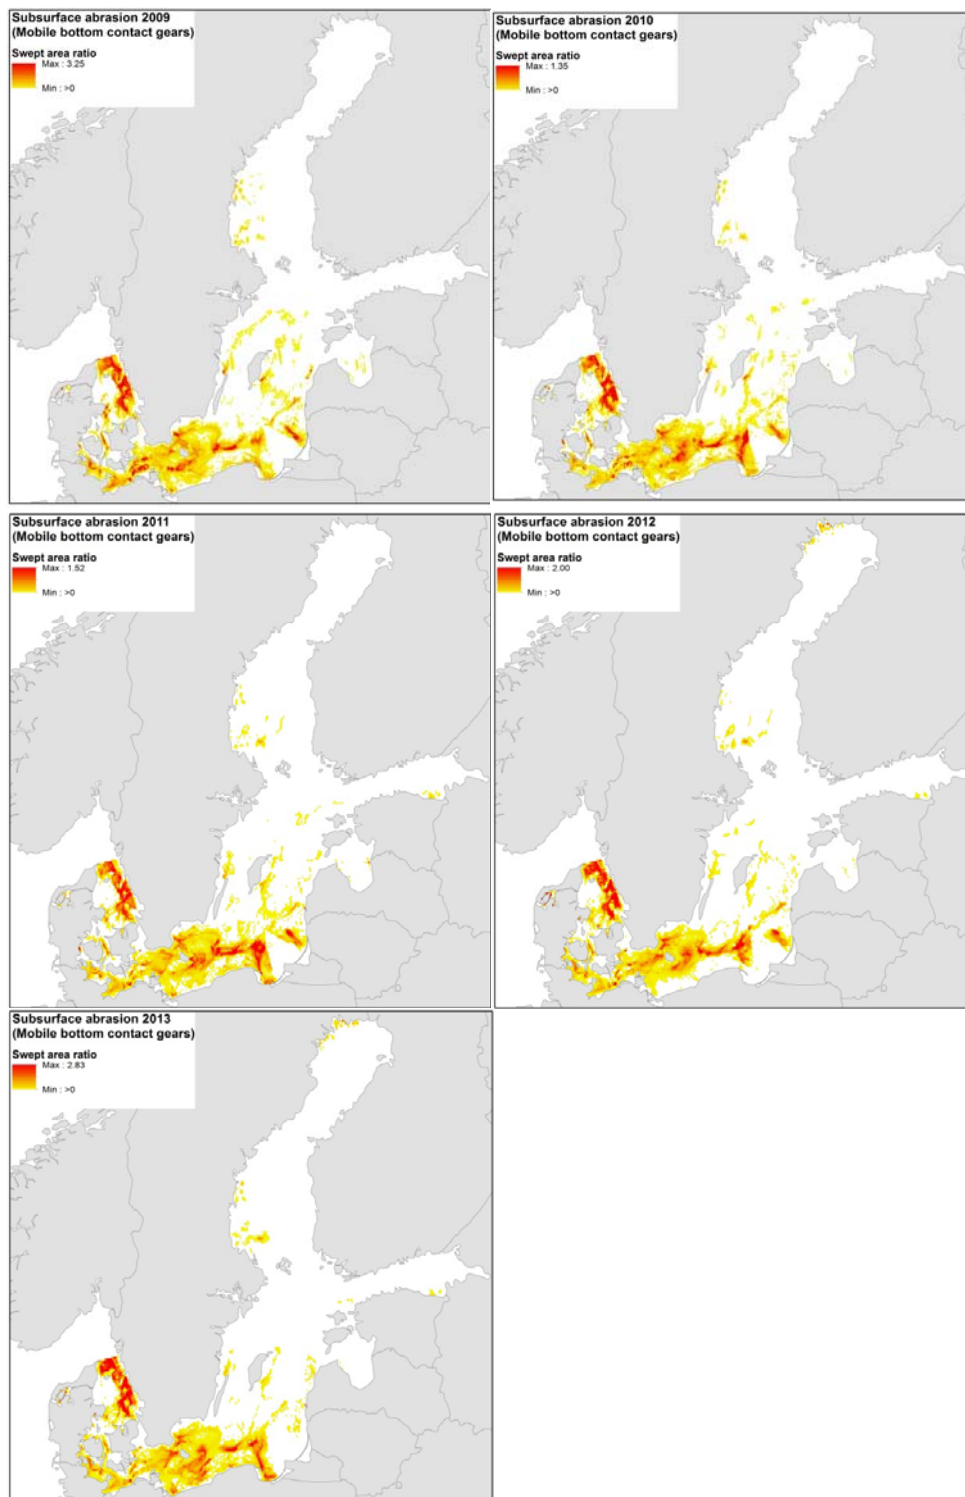 Subsurface abrasion 2009
(Mobile bottom contact gears)
Swept area ratio
Max : 3.25
Min : >0
Subsurface abrasion 2010
(Mobile bottom contact gears)
Swept area ratio
Max : 1.35
Min : >0
Subsurface abrasion 2011
(Mobile bottom contact gears)
Swept area ratio
Max : 1.52
Min : >0
Subsurface abrasion 2012
(Mobile bottom contact gears)
Swept area ratio
Max : 2.00
Min : >0
Subsurface abrasion 2013
(Mobile bottom contact gears)
Swept area ratio
Max : 2.83
Min : >0